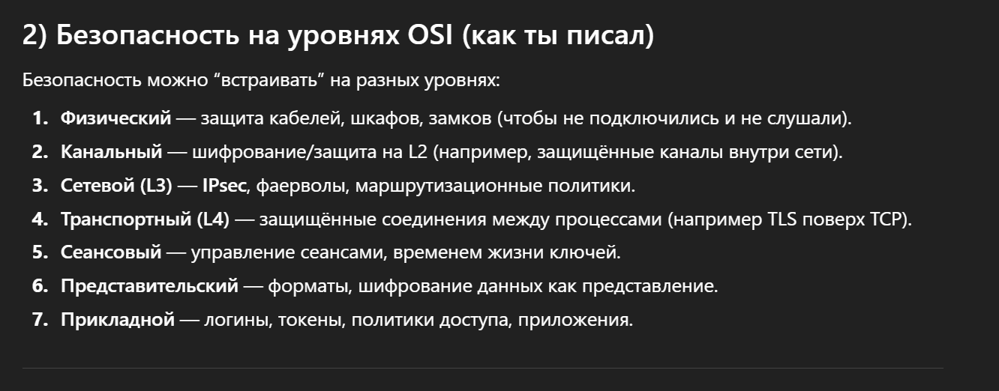 2) Безопасность на уровнях OSI (как ты писал)
Безопасность можно “встраивать” на разных уровнях:
1. Физический — защита кабелей, шкафов, замков (чтобы не подключились и не слушали).
2. Канальный — шифрование/защита на L2 (например, защищённые каналы внутри сети).
3. Сетевой (L3) — IPsec, фаерволы, маршрутизационные политики.
4. Транспортный (L4) — защищённые соединения между процессами (например TLS поверх TCP).
5. Сеансовый — управление сеансами, временем жизни ключей.
6. Представительский — форматы, шифрование данных как представление.
7. Прикладной — логины, токены, политики доступа, приложения.